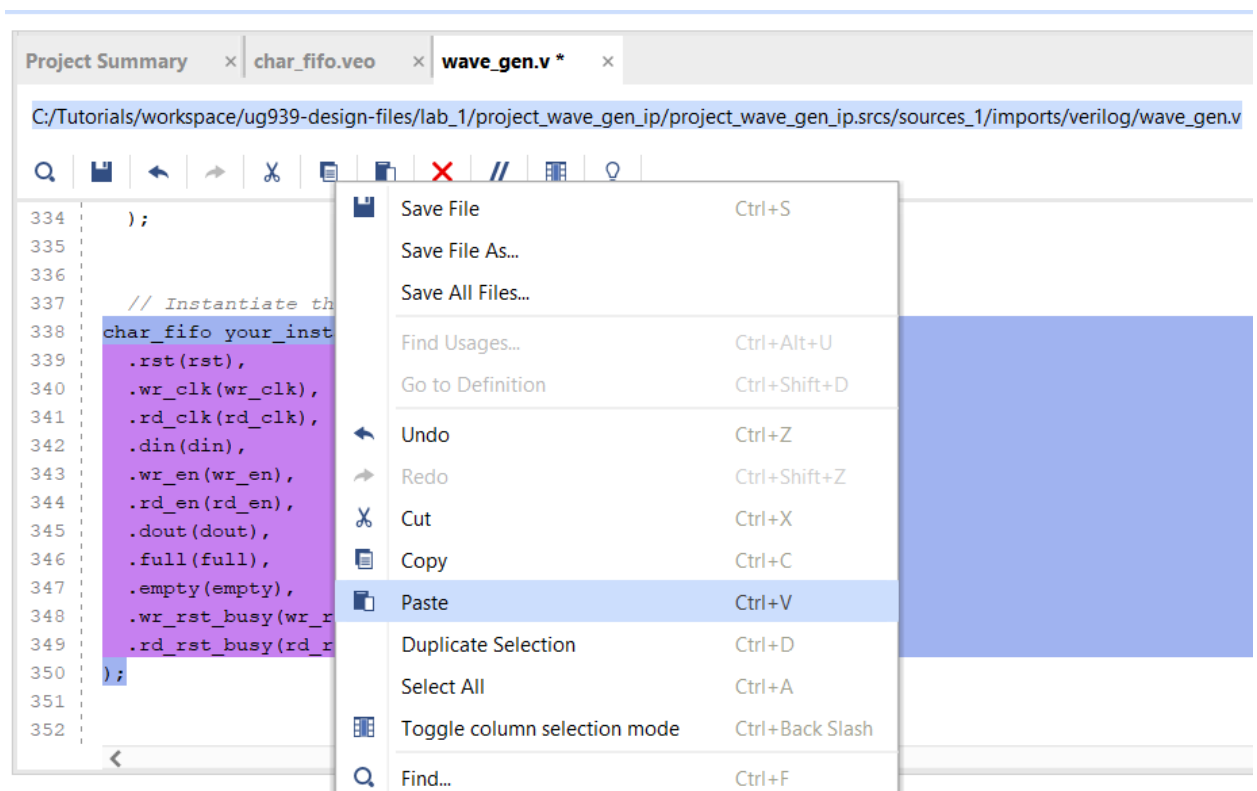 Project Summary × char_fifo.veo × wave_gen.v * ×
C:/Tutorials/workspace/ug939-design-files/lab_1/project_wave_gen_ip/project_wave_gen_ip.srcs/sources_1/imports/verilog/wave_gen.v
334 );
335
336
337 // Instantiate th
338 char_fifo your_inst
339 .rst(rst),
340 .wr_clk(wr_clk),
341 .rd_clk(rd_clk),
342 .din(din),
343 .wr_en(wr_en),
344 .rd_en(rd_en),
345 .dout(dout),
346 .full(full),
347 .empty(empty),
348 .wr_rst_busy(wr_r
349 .rd_rst_busy(rd_r
350 );
351
352
Save File Ctrl+S
Save File As...
Save All Files...
Find Usages... Ctrl+Alt+U
Go to Definition Ctrl+Shift+D
Undo Ctrl+Z
Redo Ctrl+Shift+Z
Cut Ctrl+X
Copy Ctrl+C
Paste Ctrl+V
Duplicate Selection Ctrl+D
Select All Ctrl+A
Toggle column selection mode Ctrl+Back Slash
Find... Ctrl+F